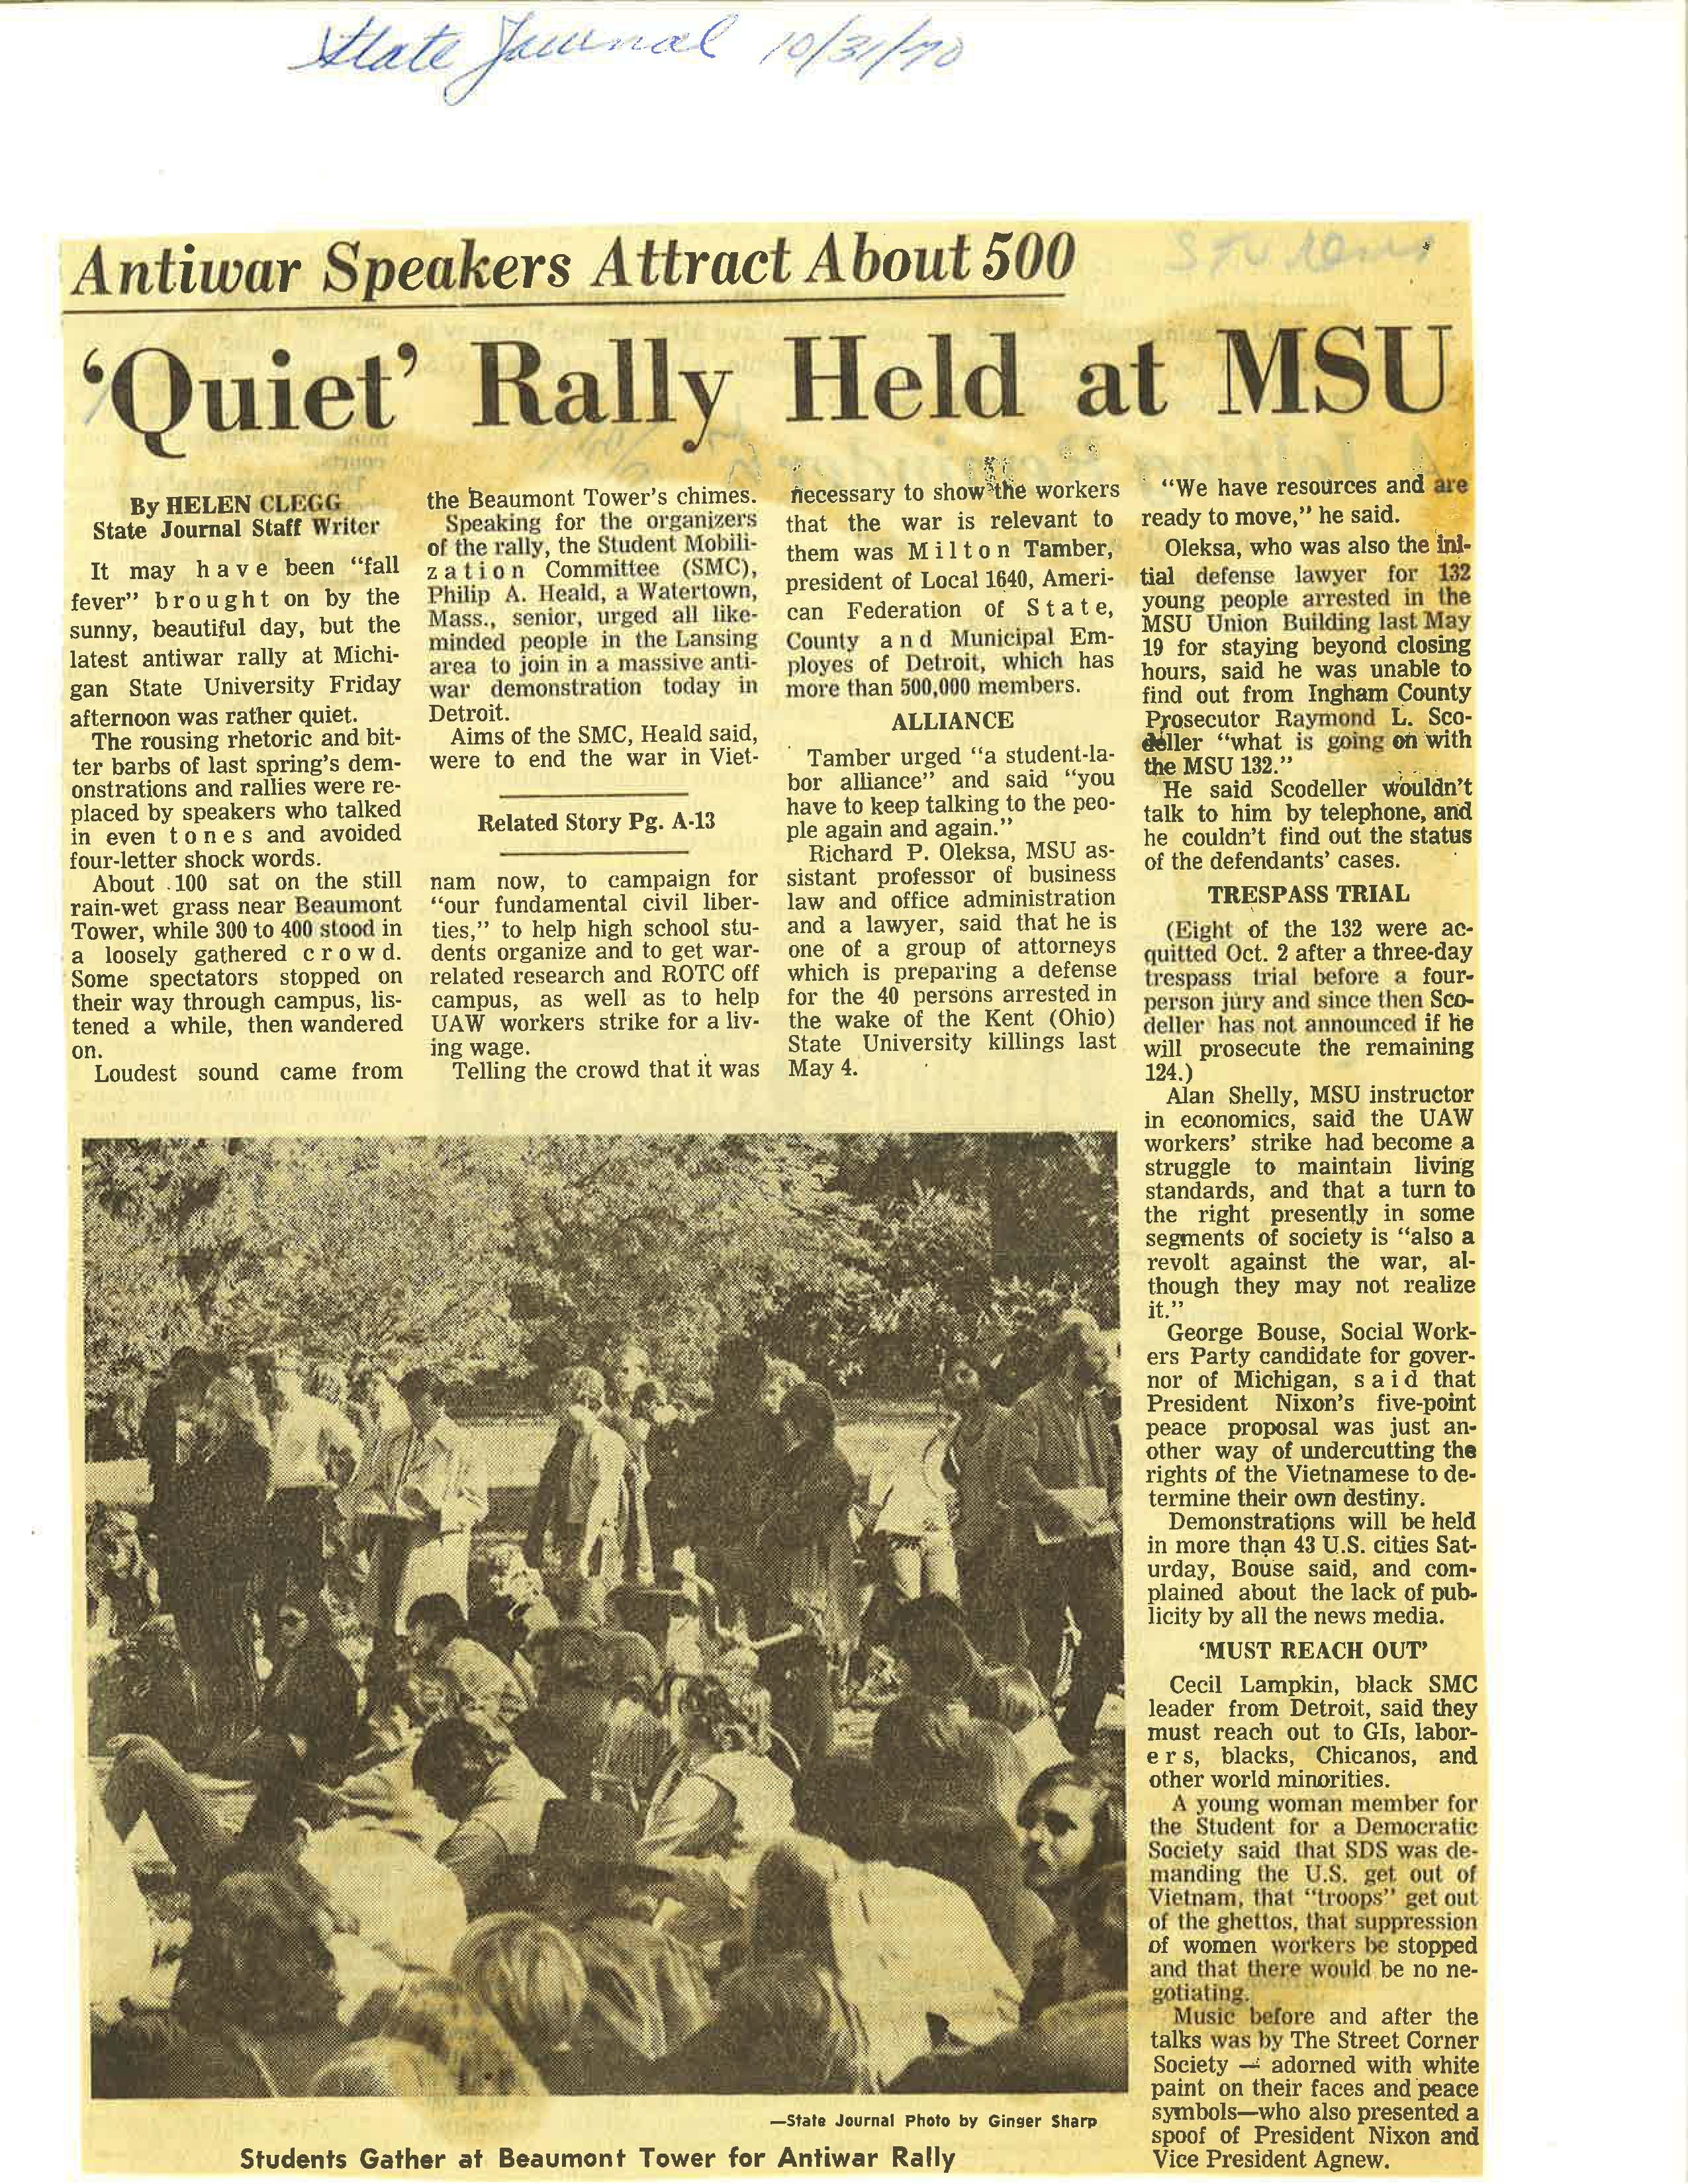 State Journal 10/31/70
Students
Antiwar Speakers Attract About 500
‘Quiet’ Rally Held at MSU
By HELEN CLEGG
State Journal Staff Writer
It may have been “fall
fever” brought on by the
sunny, beautiful day, but the
latest antiwar rally at Michi-
gan State University Friday
afternoon was rather quiet.
The rousing rhetoric and bit-
ter barbs of last spring’s dem-
onstrations and rallies were re-
placed by speakers who talked
in even tones and avoided
four-letter shock words.
About 100 sat on the still
rain-wet grass near Beaumont
Tower, while 300 to 400 stood in
a loosely gathered crowd.
Some spectators stopped on
their way through campus, lis-
tened a while, then wandered
on.
Loudest sound came from
the Beaumont Tower’s chimes.
Speaking for the organizers
of the rally, the Student Mobili-
zation Committee (SMC),
Philip A. Heald, a Watertown,
Mass., senior, urged all like-
minded people in the Lansing
area to join in a massive anti-
war demonstration today in
Detroit.
Aims of the SMC, Heald said,
were to end the war in Viet-
Related Story Pg. A-13
nam now, to campaign for
“our fundamental civil liber-
ties,” to help high school stu-
dents organize and to get war-
related research and ROTC off
campus, as well as to help
UAW workers strike for a liv-
ing wage.
Telling the crowd that it was
necessary to show the workers
that the war is relevant to
them was Milton Tamber,
president of Local 1640, Ameri-
can Federation of State,
County and Municipal Em-
ployes of Detroit, which has
more than 500,000 members.
ALLIANCE
Tamber urged “a student-la-
bor alliance” and said “you
have to keep talking to the peo-
ple again and again.”
Richard P. Oleksa, MSU as-
sistant professor of business
law and office administration
and a lawyer, said that he is
one of a group of attorneys
which is preparing a defense
for the 40 persons arrested in
the wake of the Kent (Ohio)
State University killings last
May 4.
“We have resources and are
ready to move,” he said.
Oleksa, who was also the ini-
tial defense lawyer for 132
young people arrested in the
MSU Union Building last May
19 for staying beyond closing
hours, said he was unable to
find out from Ingham County
Prosecutor Raymond L. Sco-
deller “what is going on with
the MSU 132.”
He said Scodeller wouldn’t
talk to him by telephone, and
he couldn’t find out the status
of the defendants’ cases.
TRESPASS TRIAL
(Eight of the 132 were ac-
quitted Oct. 2 after a three-day
trespass trial before a four-
person jury and since then Sco-
deller has not announced if he
will prosecute the remaining
124.)
Alan Shelly, MSU instructor
in economics, said the UAW
workers’ strike had become a
struggle to maintain living
standards, and that a turn to
the right presently in some
segments of society is “also a
revolt against the war, al-
though they may not realize
it.”
George Bouse, Social Work-
ers Party candidate for gover-
nor of Michigan, said that
President Nixon’s five-point
peace proposal was just an-
other way of undercutting the
rights of the Vietnamese to de-
termine their own destiny.
Demonstrations will be held
in more than 43 U.S. cities Sat-
urday, Bouse said, and com-
plained about the lack of pub-
licity by all the news media.
‘MUST REACH OUT’
Cecil Lampkin, black SMC
leader from Detroit, said they
must reach out to GIs, labor-
ers, blacks, Chicanos, and
other world minorities.
A young woman member for
the Student for a Democratic
Society said that SDS was de-
manding the U.S. get out of
Vietnam, that “troops” get out
of the ghettos, that suppression
of women workers be stopped
and that there would be no ne-
gotiating.
Music before and after the
talks was by The Street Corner
Society — adorned with white
paint on their faces and peace
symbols—who also presented a
spoof of President Nixon and
Vice President Agnew.
—State Journal Photo by Ginger Sharp
Students Gather at Beaumont Tower for Antiwar Rally